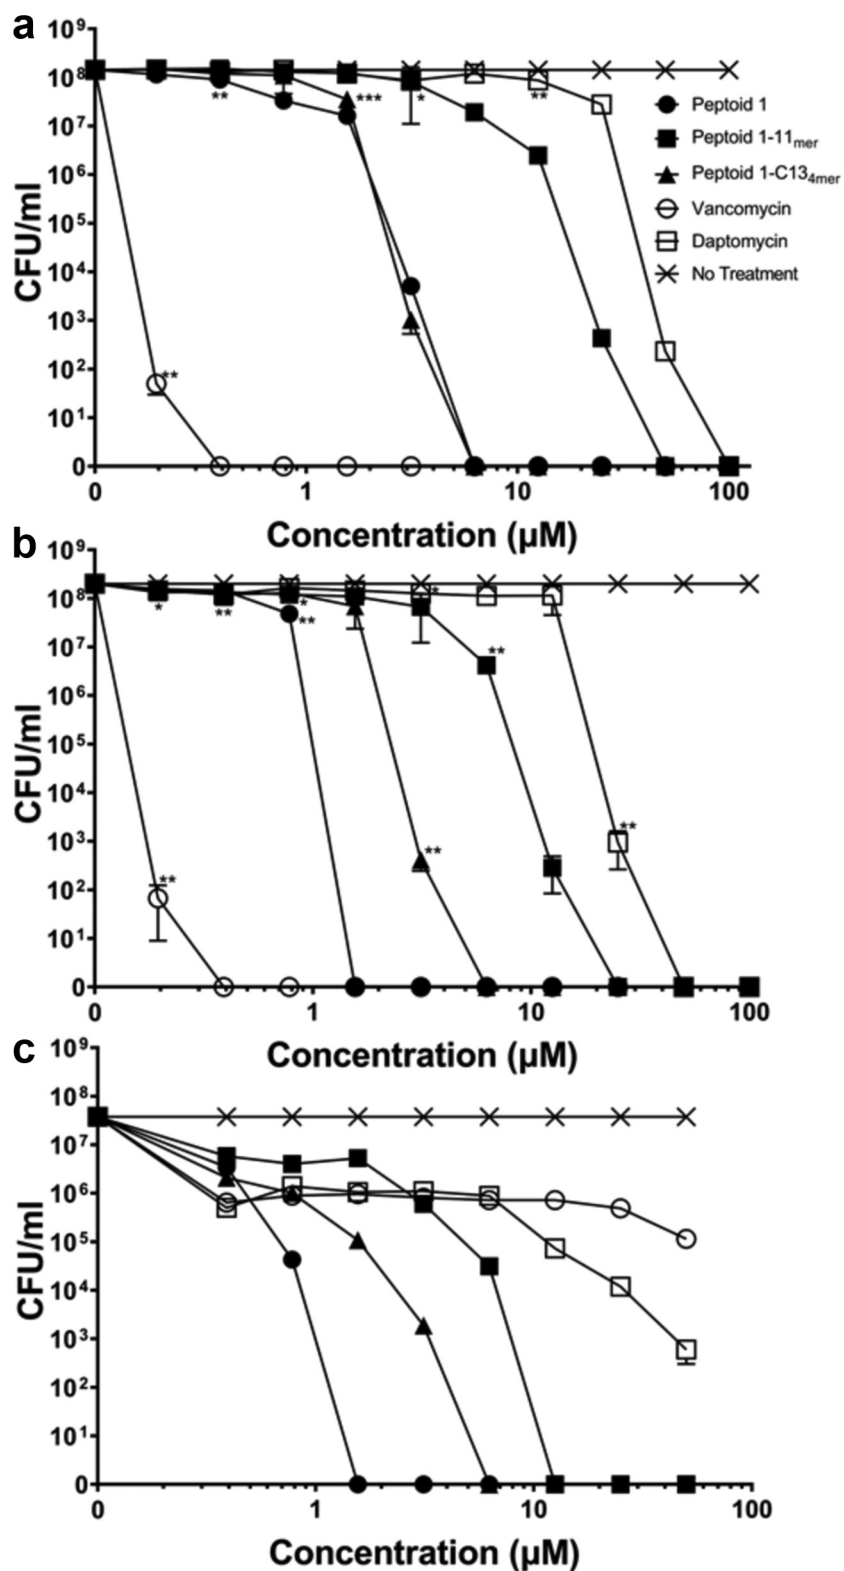 a
10⁹
10⁸
10⁷
10⁶
10⁵
10⁴
10³
10²
10¹
0
CFU/ml
** *** * **
**
Peptoid 1
Peptoid 1-11mer
Peptoid 1-C134mer
Vancomycin
Daptomycin
No Treatment
0 1 10 100
Concentration (µM)
b
10⁹
10⁸
10⁷
10⁶
10⁵
10⁴
10³
10²
10¹
0
CFU/ml
* ** * ** *
**
**
**
**
0 1 10 100
Concentration (µM)
c
10⁹
10⁸
10⁷
10⁶
10⁵
10⁴
10³
10²
10¹
0
CFU/ml
0 1 10 100
Concentration (µM)